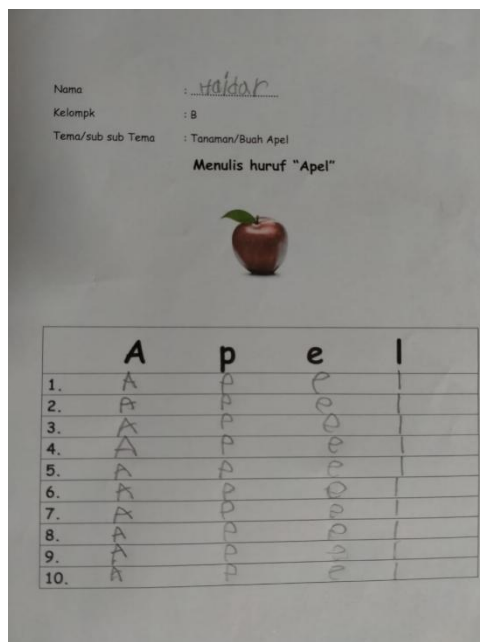 Nama : Haidar
Kelompk : B
Tema/sub sub Tema : Tanaman/Buah Apel
Menulis huruf "Apel"
A p e l
1. A p e l
2. A p e l
3. A p e l
4. A p e l
5. A p e l
6. A p e l
7. A p e l
8. A p e l
9. A p e l
10. A p e l